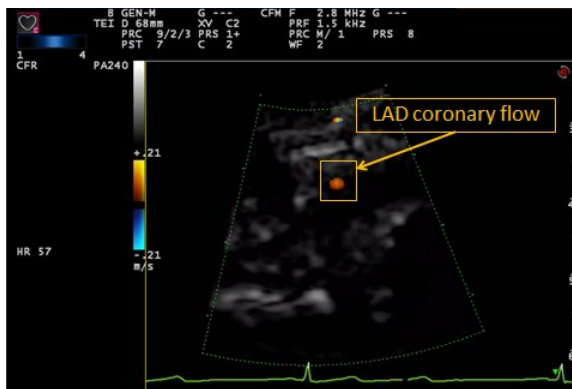 B GEN-M G --- CFM F 2.8 MHz G ---
TEI D 68mm XV C2 PRF 1.5 kHz
PRC 9/2/3 PRS 1+ PRC M/ 1 PRS 8
PST 7 C 2 WF 2
1 4
CFR PA240
LAD coronary flow
+.21
HR 57
-.21
m/s